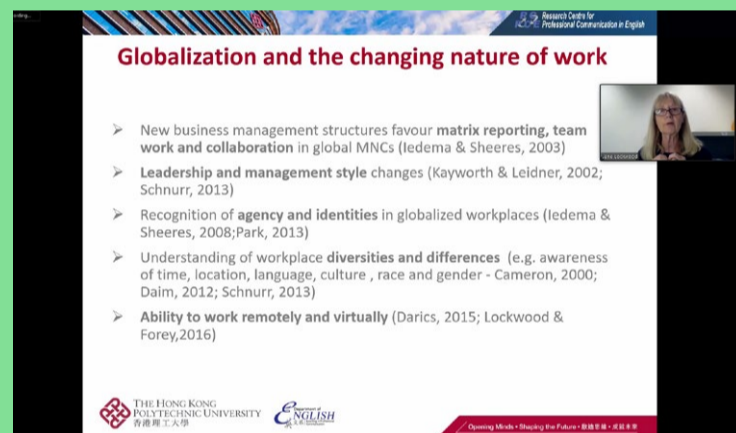 Research Centre for
Professional Communication in English
Globalization and the changing nature of work
➢ New business management structures favour matrix reporting, team
work and collaboration in global MNCs (Iedema & Sheeres, 2003)
➢ Leadership and management style changes (Kayworth & Leidner, 2002;
Schnurr, 2013)
➢ Recognition of agency and identities in globalized workplaces (Iedema &
Sheeres, 2008;Park, 2013)
➢ Understanding of workplace diversities and differences (e.g. awareness
of time, location, language, culture , race and gender - Cameron, 2000;
Daim, 2012; Schnurr, 2013)
➢ Ability to work remotely and virtually (Darics, 2015; Lockwood &
Forey,2016)
THE HONG KONG
POLYTECHNIC UNIVERSITY
香港理工大學
Department of
ENGLISH
Opening Minds • Shaping the Future • 啟迪思維 • 成就未來